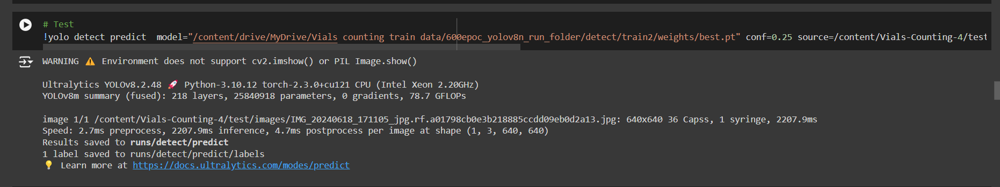 # Test
!yolo detect predict  model="/content/drive/MyDrive/Vials counting train data/600epoc_yolov8n_run_folder/detect/train2/weights/best.pt" conf=0.25 source=/content/Vials-Counting-4/test
WARNING ⚠️ Environment does not support cv2.imshow() or PIL Image.show()
Ultralytics YOLOv8.2.48 🚀 Python-3.10.12 torch-2.3.0+cu121 CPU (Intel Xeon 2.20GHz)
YOLOv8m summary (fused): 218 layers, 25840918 parameters, 0 gradients, 78.7 GFLOPs
image 1/1 /content/Vials-Counting-4/test/images/IMG_20240618_171105_jpg.rf.a01798cb0e3b218885ccdd09eb0d2a13.jpg: 640x640 36 Capss, 1 syringe, 2207.9ms
Speed: 2.7ms preprocess, 2207.9ms inference, 4.7ms postprocess per image at shape (1, 3, 640, 640)
Results saved to runs/detect/predict
1 label saved to runs/detect/predict/labels
💡 Learn more at https://docs.ultralytics.com/modes/predict